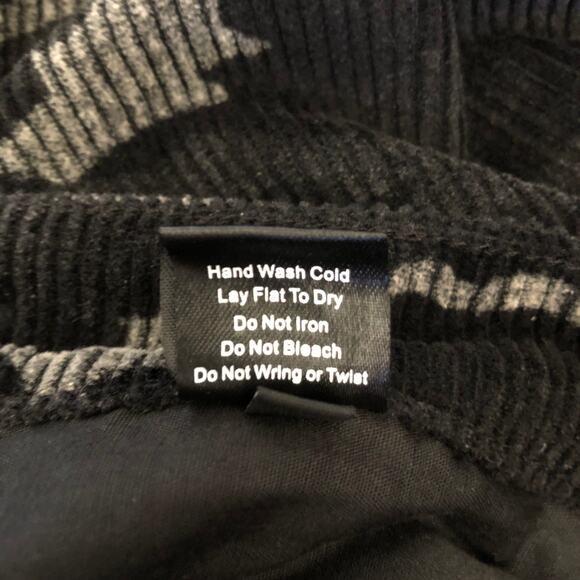 Hand Wash Cold
Lay Flat To Dry
Do Not Iron
Do Not Bleach
Do Not Wring or Twist